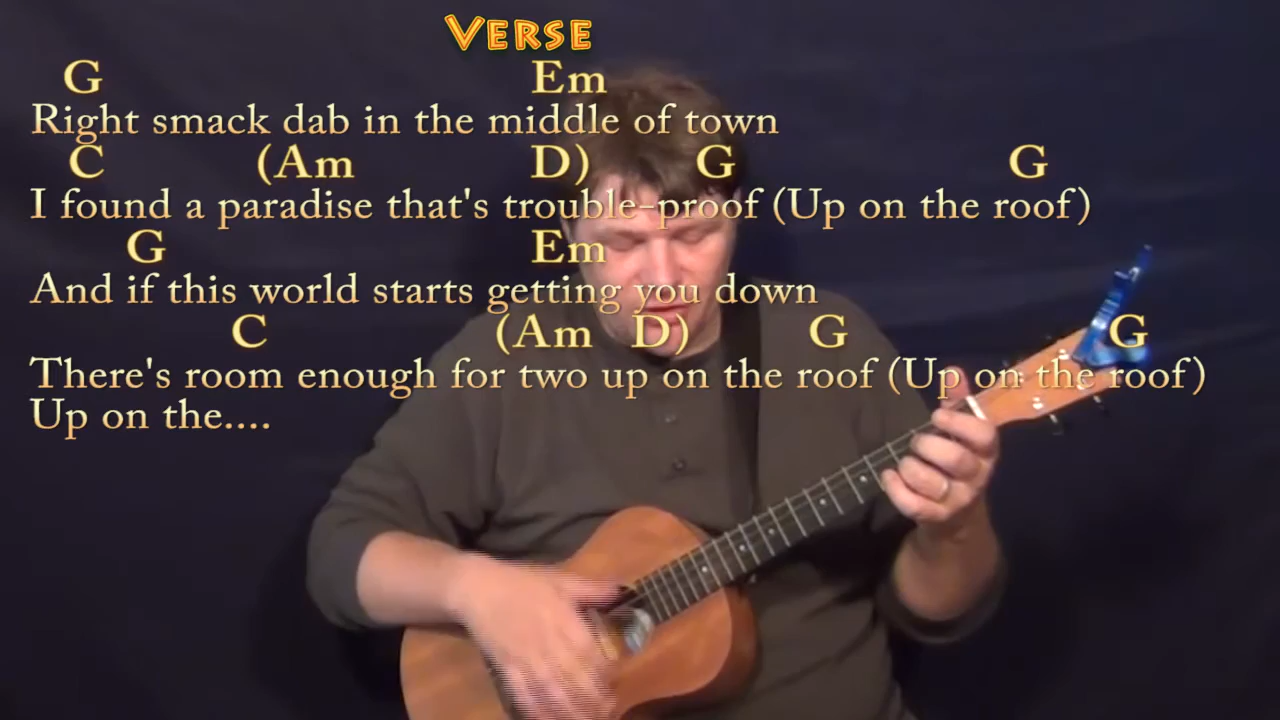 VERSE
G Em
Right smack dab in the middle of town
C (Am D) G G
I found a paradise that's trouble-proof (Up on the roof)
G Em
And if this world starts getting you down
C (Am D) G G
There's room enough for two up on the roof (Up on the roof)
Up on the....